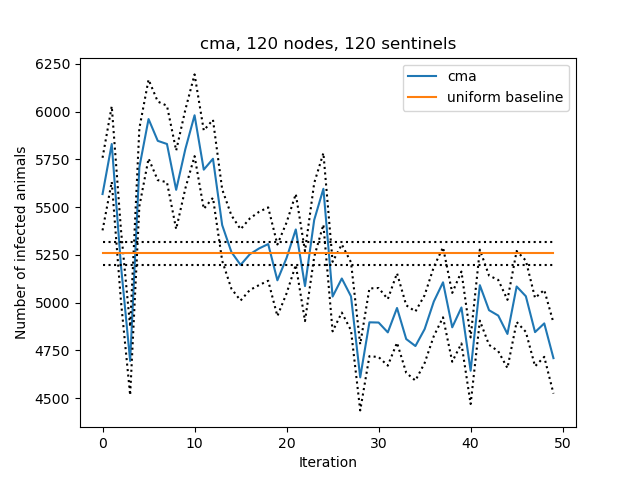 cma, 120 nodes, 120 sentinels
cma
uniform baseline
Number of infected animals
6250
6000
5750
5500
5250
5000
4750
4500
0 10 20 30 40 50
Iteration